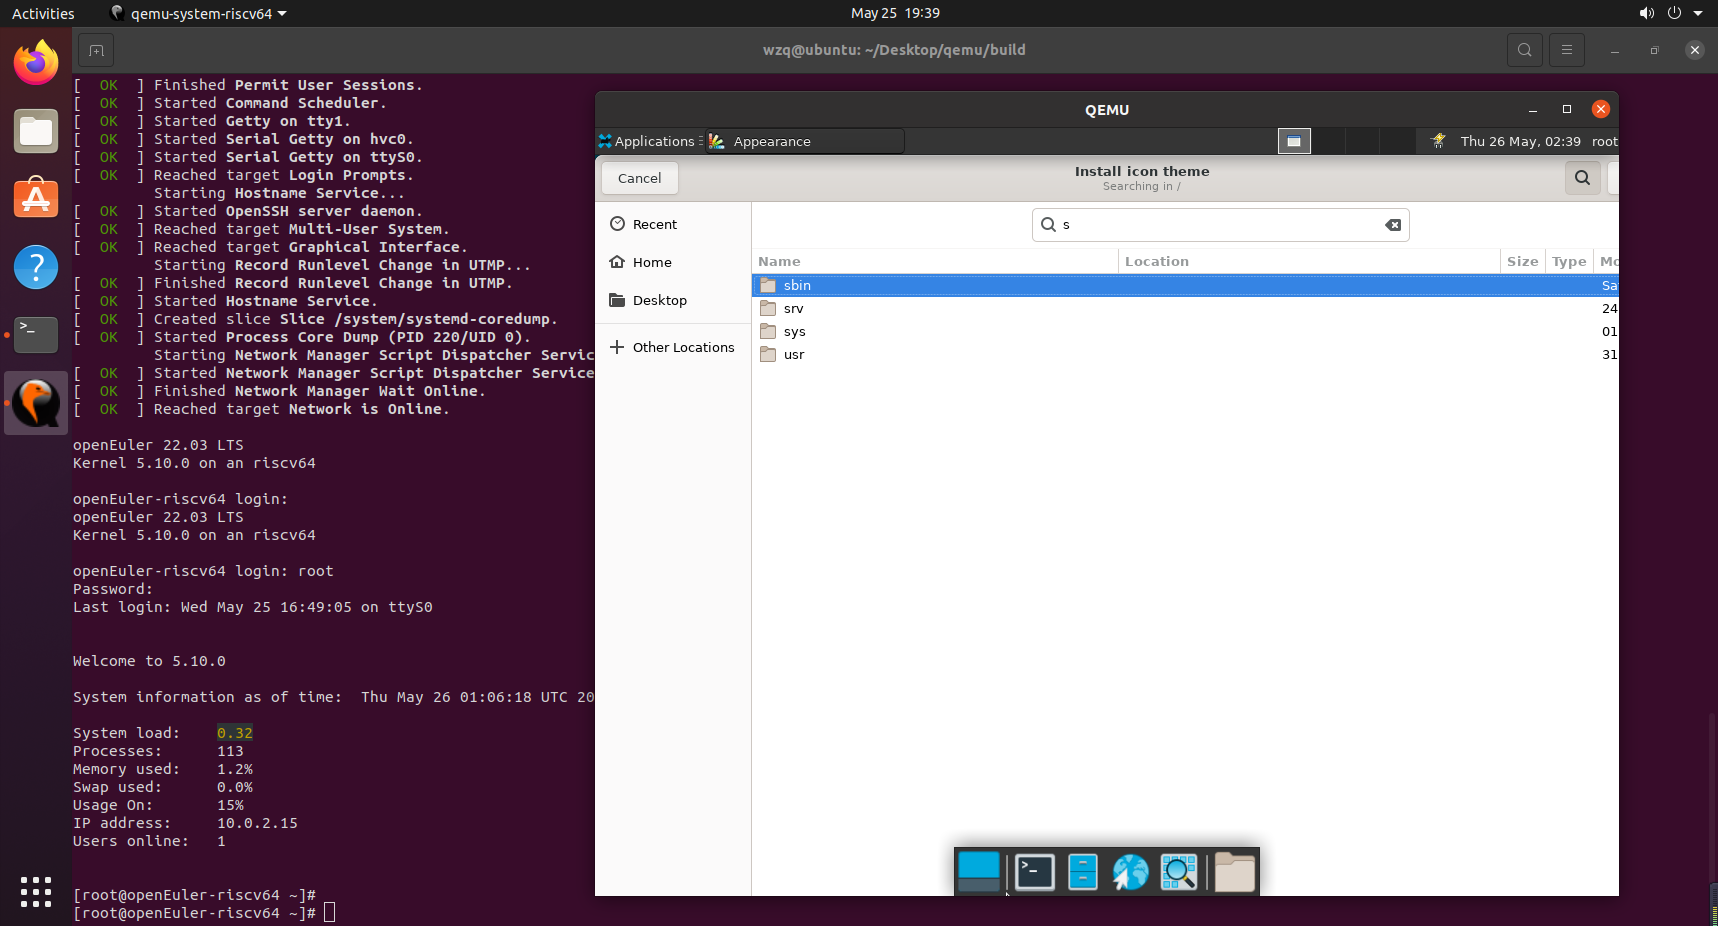 Activities
qemu-system-riscv64
May 25 19:39
wzq@ubuntu: ~/Desktop/qemu/build
[ OK ] Finished Permit User Sessions.
[ OK ] Started Command Scheduler.
[ OK ] Started Getty on tty1.
[ OK ] Started Serial Getty on hvc0.
[ OK ] Started Serial Getty on ttyS0.
[ OK ] Reached target Login Prompts.
Starting Hostname Service...
[ OK ] Started OpenSSH server daemon.
[ OK ] Reached target Multi-User System.
[ OK ] Reached target Graphical Interface.
Starting Record Runlevel Change in UTMP...
[ OK ] Finished Record Runlevel Change in UTMP.
[ OK ] Started Hostname Service.
[ OK ] Created slice Slice /system/systemd-coredump.
[ OK ] Started Process Core Dump (PID 220/UID 0).
Starting Network Manager Script Dispatcher Servic
[ OK ] Started Network Manager Script Dispatcher Service
[ OK ] Finished Network Manager Wait Online.
[ OK ] Reached target Network is Online.
openEuler 22.03 LTS
Kernel 5.10.0 on an riscv64
openEuler-riscv64 login:
openEuler 22.03 LTS
Kernel 5.10.0 on an riscv64
openEuler-riscv64 login: root
Password:
Last login: Wed May 25 16:49:05 on ttyS0
Welcome to 5.10.0
System information as of time: Thu May 26 01:06:18 UTC 20
System load: 0.32
Processes: 113
Memory used: 1.2%
Swap used: 0.0%
Usage On: 15%
IP address: 10.0.2.15
Users online: 1
[root@openEuler-riscv64 ~]#
[root@openEuler-riscv64 ~]#
QEMU
Applications
Appearance
Thu 26 May, 02:39
root
Cancel
Install icon theme
Searching in /
Recent
Home
Desktop
Other Locations
s
Name Location Size Type Mo
sbin Sa
srv 24
sys 01
usr 31